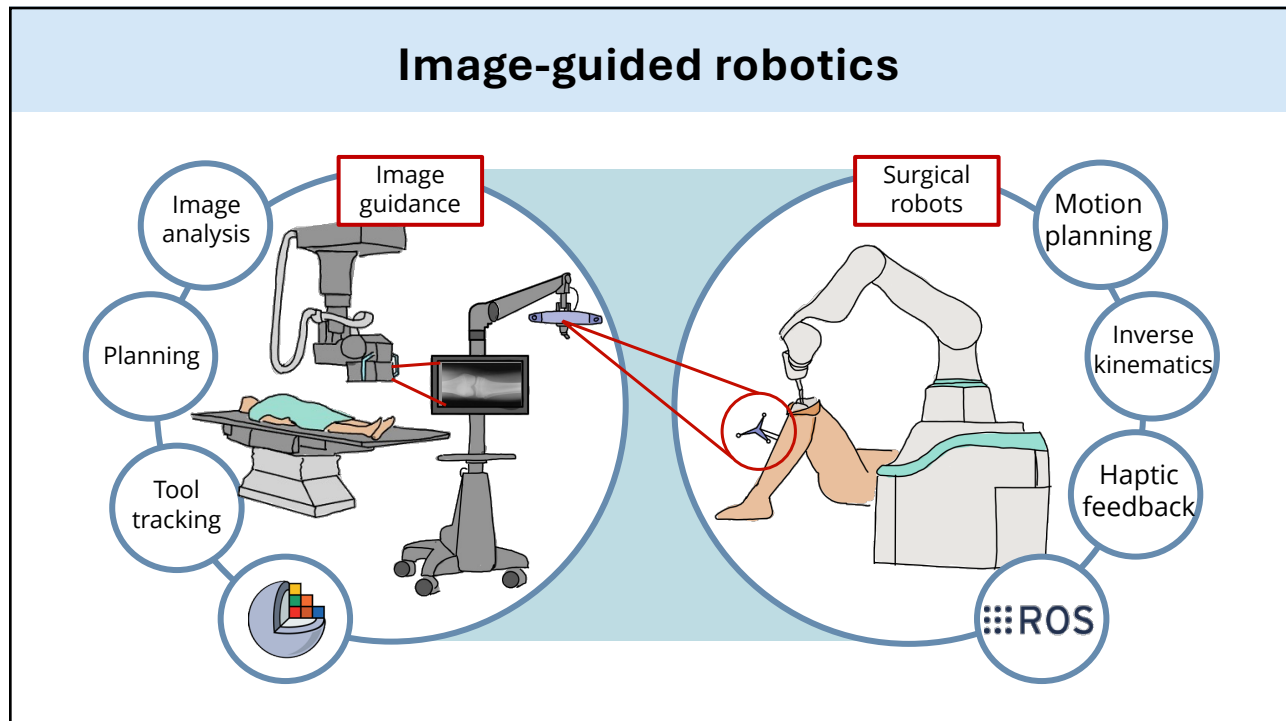 Image-guided robotics
Image
guidance
Image
analysis
Planning
Tool
tracking
Surgical
robots
Motion
planning
Inverse
kinematics
Haptic
feedback
ROS